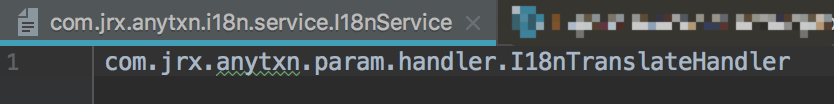 com.jrx.anytxn.i18n.service.I18nService
1 com.jrx.anytxn.param.handler.I18nTranslateHandler